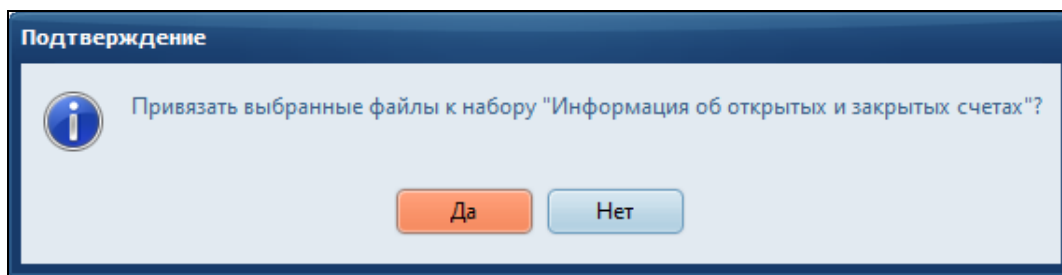 Подтверждение
Привязать выбранные файлы к набору "Информация об открытых и закрытых счетах"?
Да
Нет